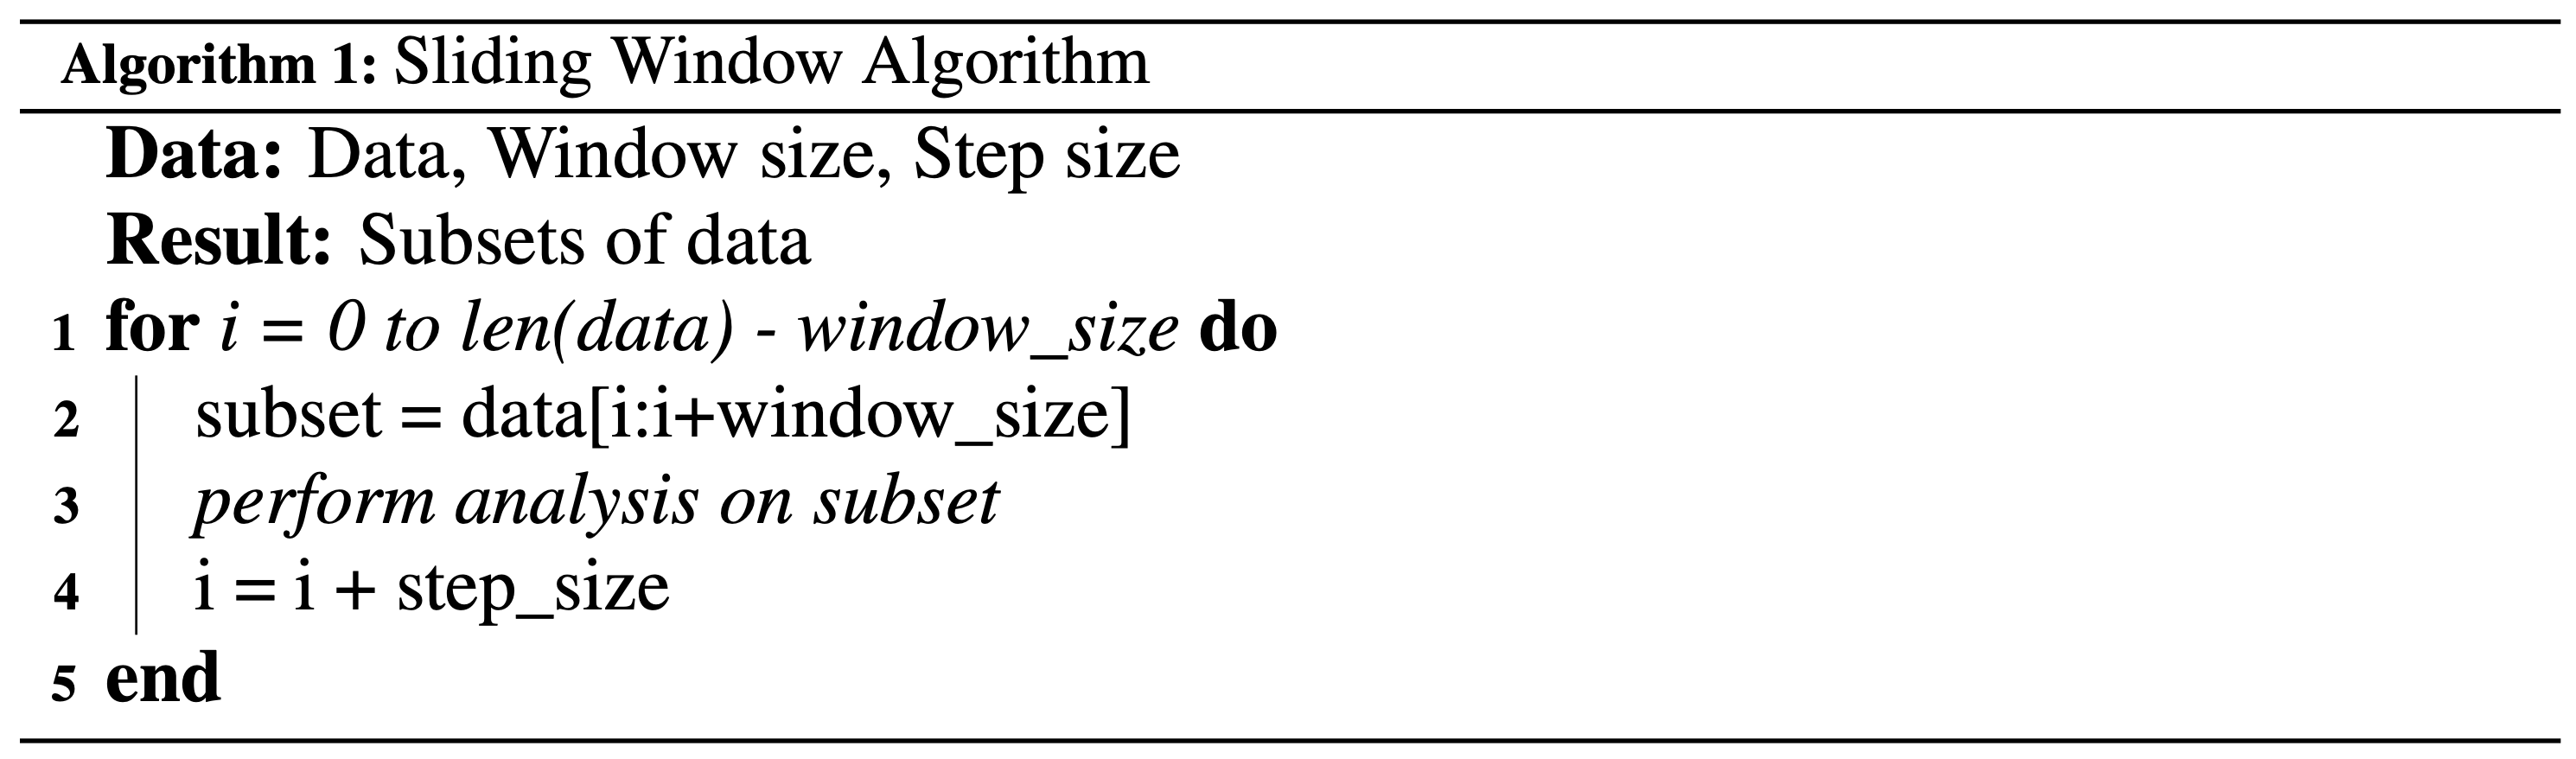 Algorithm 1: Sliding Window Algorithm
Data: Data, Window size, Step size
Result: Subsets of data
1 for i = 0 to len(data) - window_size do
2 subset = data[i:i+window_size]
3 perform analysis on subset
4 i = i + step_size
5 end